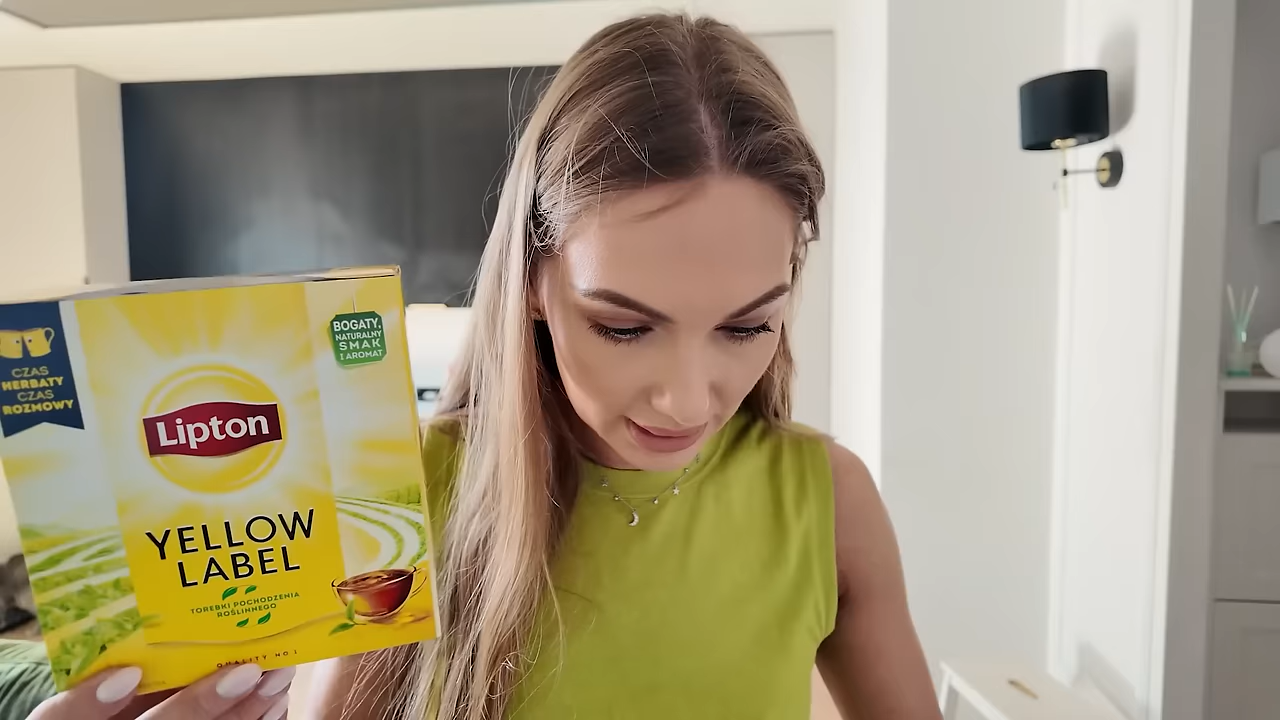 CZAS
HERBATY
CZAS
ROZMOWY
BOGATY,
NATURALNY
SMAK
I AROMAT
Lipton
YELLOW
LABEL
TOREBKI POCHODZENIA
ROŚLINNEGO
QUALITY NO 1